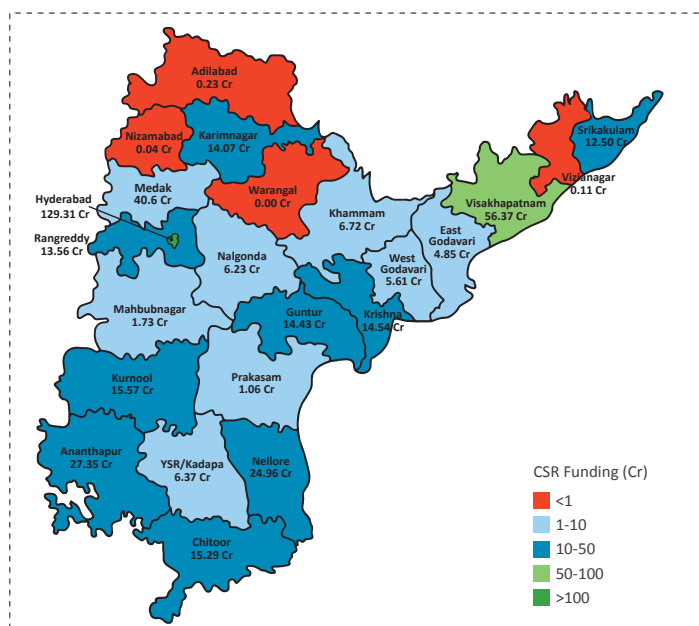 Adilabad
0.23 Cr
Nizamabad
0.04 Cr
Karimnagar
14.07 Cr
Srikakulam
12.50 Cr
Medak
40.6 Cr
Warangal
0.00 Cr
Vizianagar
0.11 Cr
Hyderabad
129.31 Cr
Visakhapatnam
56.37 Cr
Khammam
6.72 Cr
East
Godavari
4.85 Cr
Rangreddy
13.56 Cr
Nalgonda
6.23 Cr
West
Godavari
5.61 Cr
Mahbubnagar
1.73 Cr
Guntur
14.43 Cr
Krishna
14.54 Cr
Kurnool
15.57 Cr
Prakasam
1.06 Cr
Ananthapur
27.35 Cr
YSR/Kadapa
6.37 Cr
Nellore
24.96 Cr
Chitoor
15.29 Cr
CSR Funding (Cr)
<1
1-10
10-50
50-100
>100